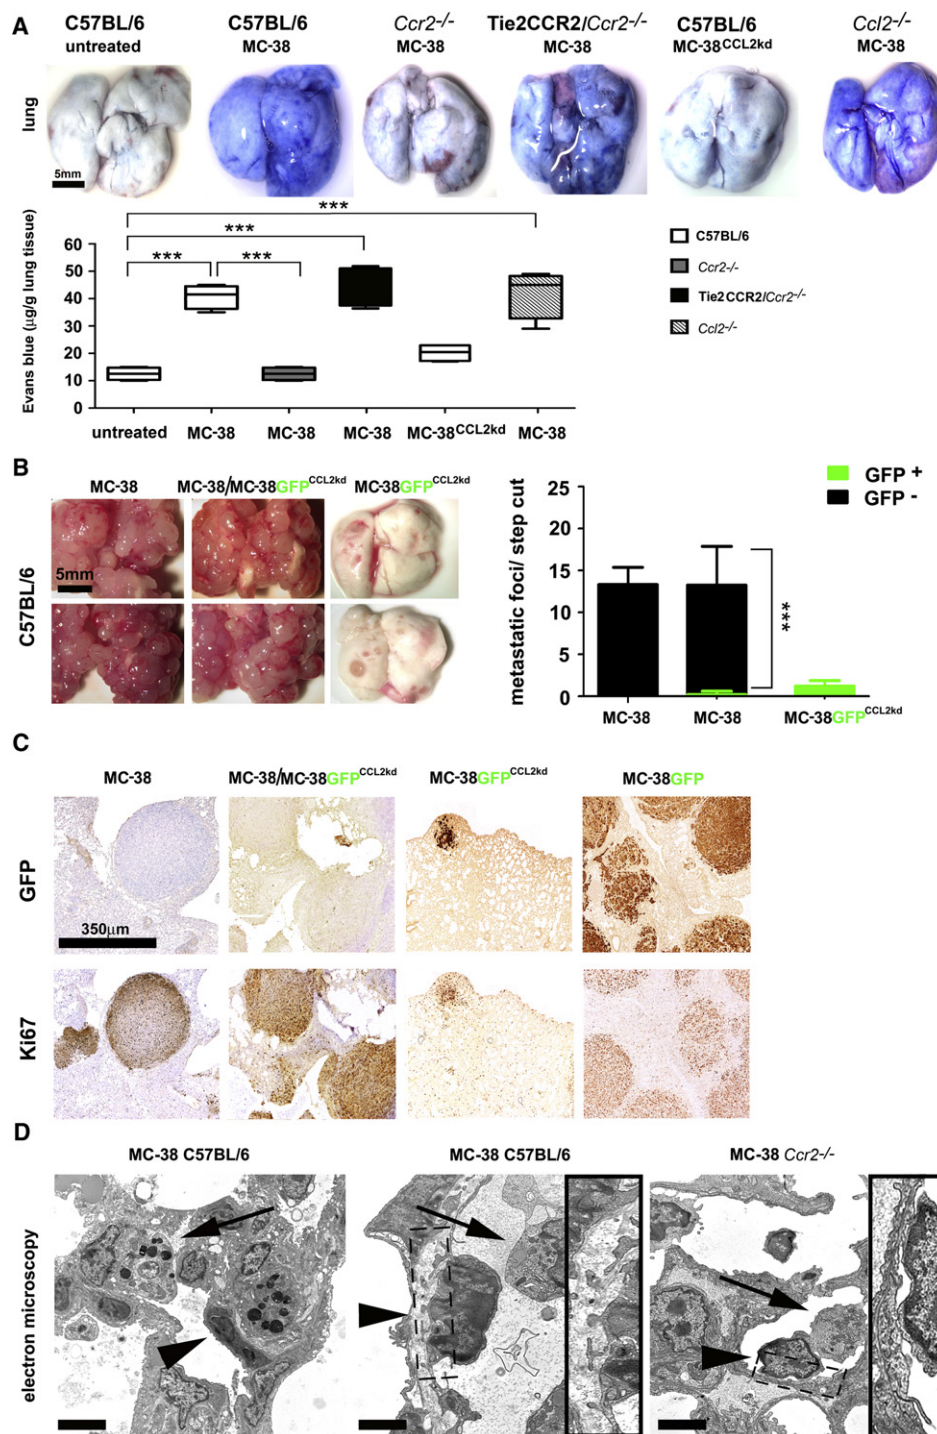 A
C57BL/6 untreated
C57BL/6 MC-38
Ccr2-/- MC-38
Tie2CCR2/Ccr2-/- MC-38
C57BL/6 MC-38CCL2kd
Ccl2-/- MC-38
lung
5mm
***
***
***
***
Evans blue (µg/g lung tissue)
60
50
40
30
20
10
0
untreated
MC-38
MC-38
MC-38
MC-38CCL2kd
MC-38
C57BL/6
Ccr2-/-
Tie2CCR2/Ccr2-/-
Ccl2-/-
B
MC-38
MC-38/MC-38GFPCCL2kd
MC-38GFPCCL2kd
C57BL/6
5mm
GFP +
GFP -
metastatic foci/ step cut
25
20
15
10
5
0
***
MC-38
MC-38
MC-38GFPCCL2kd
C
MC-38
MC-38/MC-38GFPCCL2kd
MC-38GFPCCL2kd
MC-38GFP
GFP
350µm
Ki67
D
MC-38 C57BL/6
MC-38 C57BL/6
MC-38 Ccr2-/-
electron microscopy